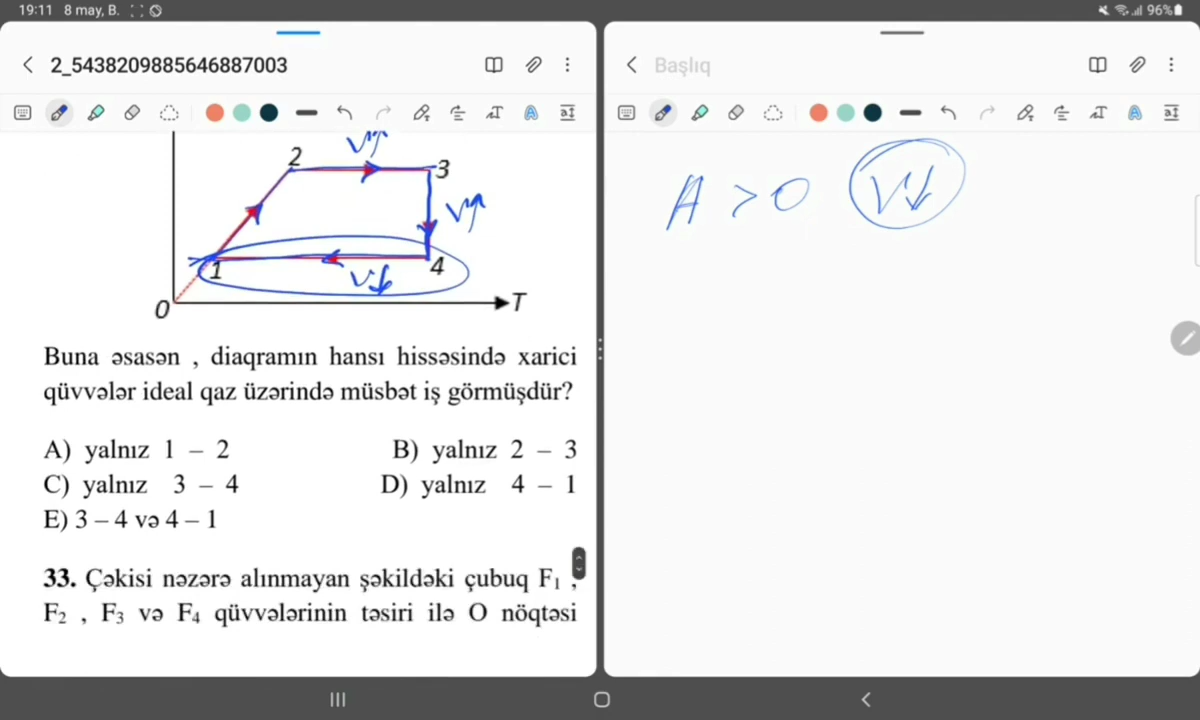 19:11 8 may, B. 96%
2_5438209885646887003
Başlıq
V↑
2
3
V↑
1
4
V↓
0
T
A > 0 V↓
Buna əsasən , diaqramın hansı hissəsində xarici
qüvvələr ideal qaz üzərində müsbət iş görmüşdür?
A) yalnız 1 – 2 B) yalnız 2 – 3
C) yalnız 3 – 4 D) yalnız 4 – 1
E) 3 – 4 və 4 – 1
33. Çəkisi nəzərə alınmayan şəkildəki çubuq F₁ ,
F₂ , F₃ və F₄ qüvvələrinin təsiri ilə O nöqtəsi